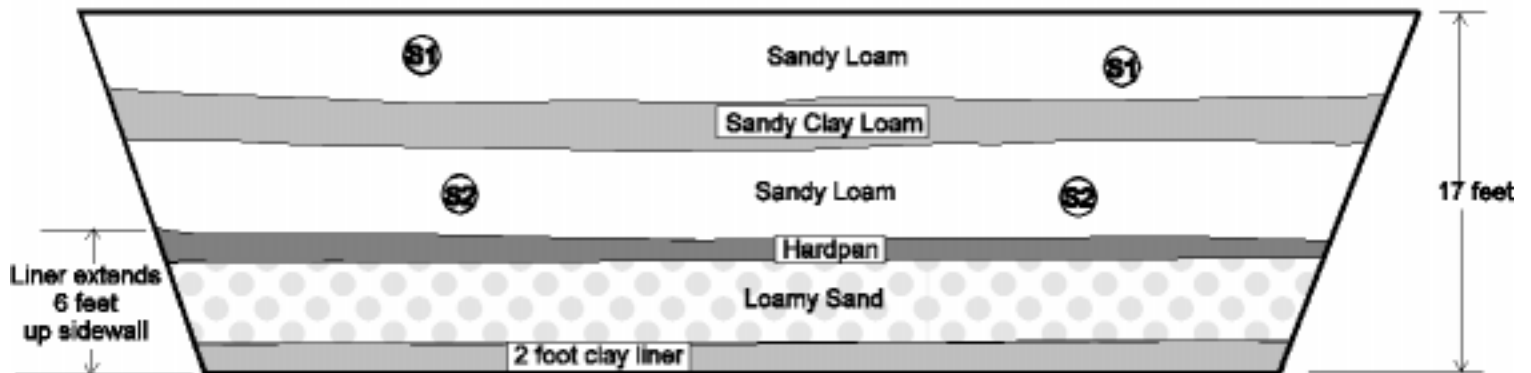 S1
Sandy Loam
S1
Sandy Clay Loam
S2
Sandy Loam
S2
17 feet
Hardpan
Liner extends
6 feet
up sidewall
Loamy Sand
2 foot clay liner